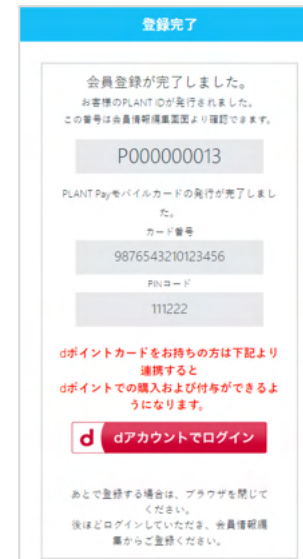 登録完了
会員登録が完了しました。
お客様のPLANT IDが発行されました。
この番号は会員情報編集画面より確認できます。
P000000013
PLANT Payモバイルカードの発行が完了しまし
た。
カード番号
9876543210123456
PINコード
111222
dポイントカードをお持ちの方は下記より
連携すると
dポイントでの購入および付与ができるよ
うになります。
d dアカウントでログイン
あとで登録する場合は、ブラウザを閉じて
ください。
後ほどログインしていただき、会員情報編
集からご登録ください。